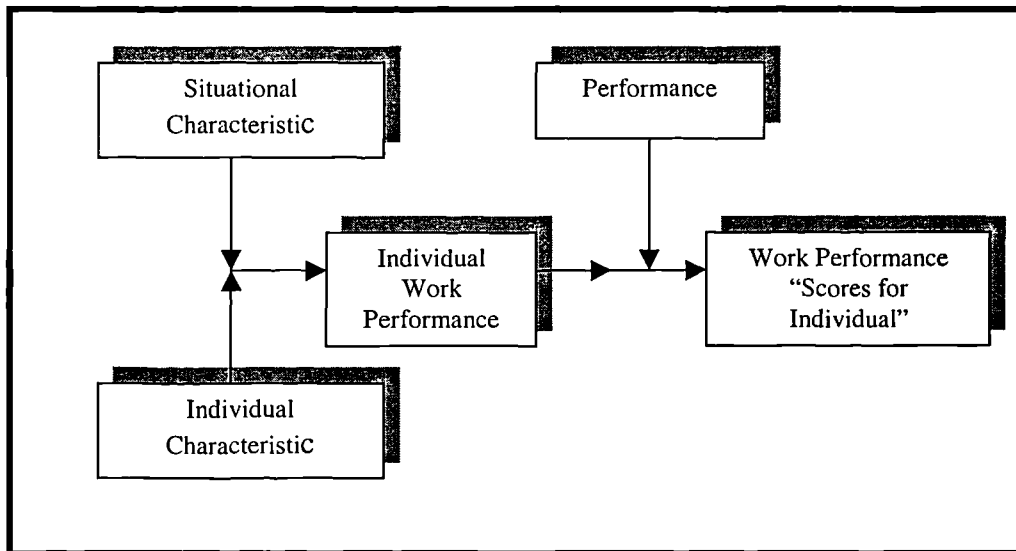 Situational
Characteristic
Performance
Individual
Work
Performance
Work Performance
“Scores for
Individual”
Individual
Characteristic